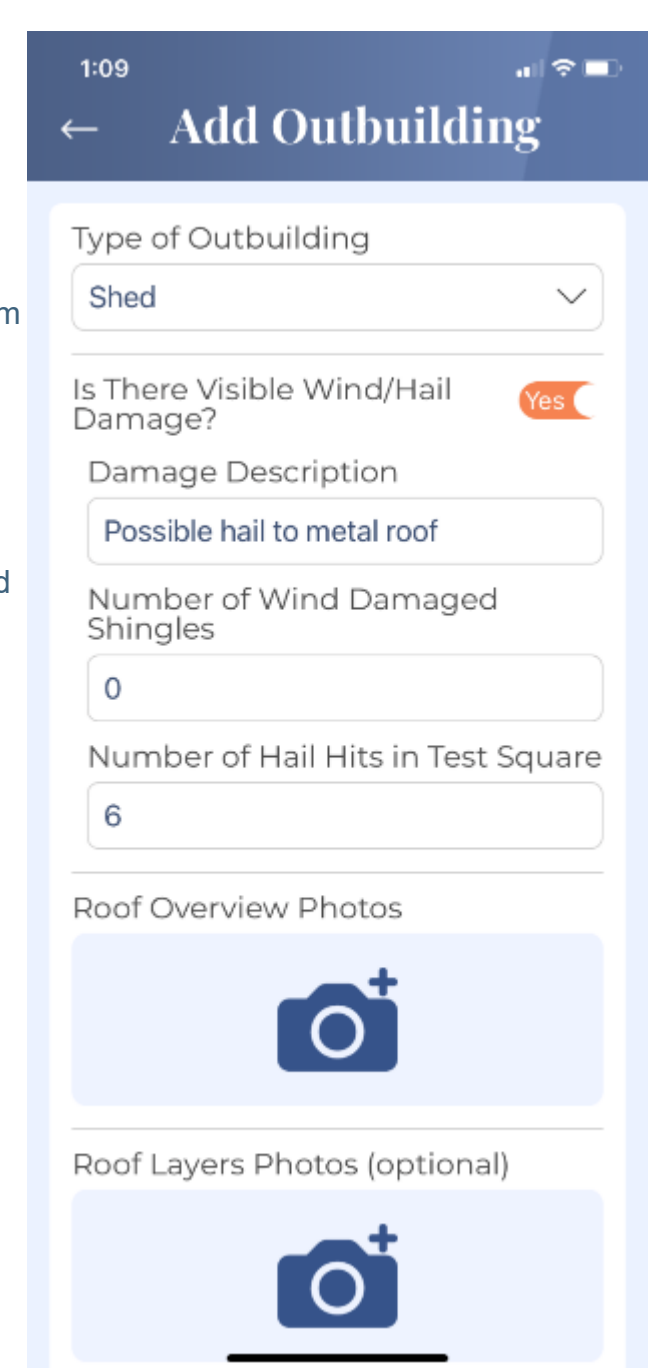 1:09
Add Outbuilding
Type of Outbuilding
m
Shed
Is There Visible Wind/Hail
Damage?
Yes
Damage Description
Possible hail to metal roof
d
Number of Wind Damaged
Shingles
0
Number of Hail Hits in Test Square
6
Roof Overview Photos
Roof Layers Photos (optional)